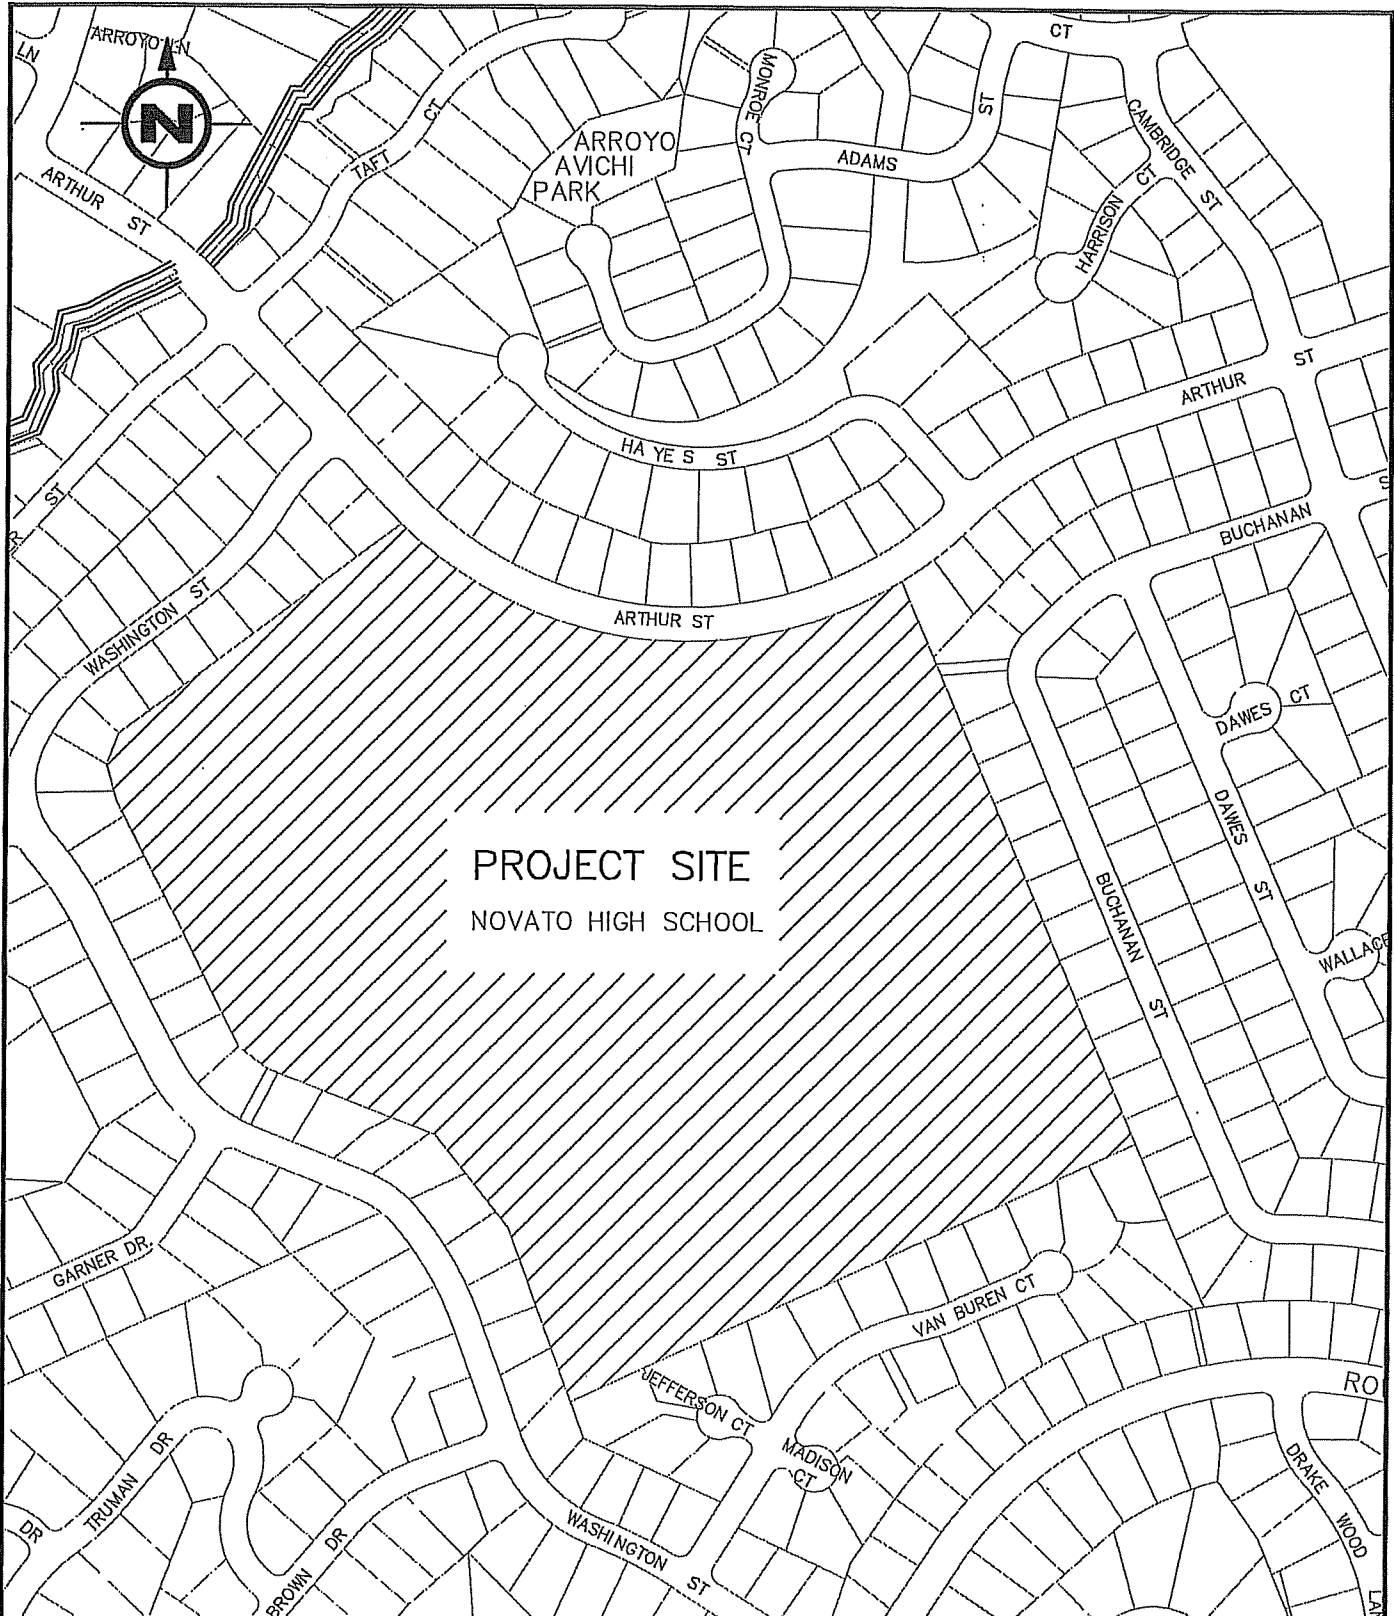 ARROYO LN
LN
N
ARTHUR ST
TAFT CT
ARROYO
AVICHI
PARK
MONROE CT
ADAMS ST
CT
CAMBRIDGE ST
HARRISON CT
ARTHUR ST
HAYES ST
BUCHANAN
ST
WASHINGTON ST
ARTHUR ST
DAWES CT
DAWES ST
PROJECT SITE
NOVATO HIGH SCHOOL
BUCHANAN ST
WALLACE
GARNER DR
VAN BUREN CT
JEFFERSON CT
MADISON
CT
RO
TRUMAN DR
DR
BROWN DR
WASHINGTON ST
DRAKE WOOD
LA